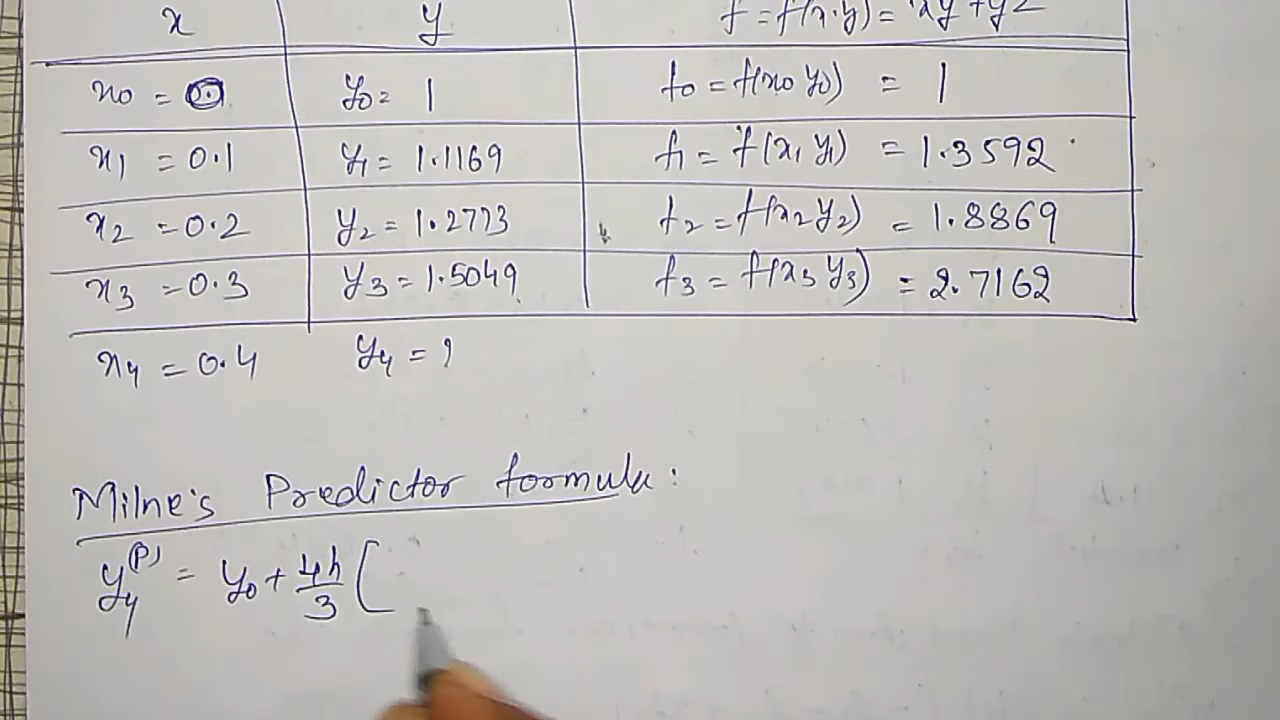 x y f = f(x·y) = xy + y2
x0 = 0 y0 = 1 f0 = f(x0 y0) = 1
x1 = 0.1 y1 = 1.1169 f1 = f(x1 y1) = 1.3592
x2 = 0.2 y2 = 1.2773 f2 = f(x2 y2) = 1.8869
x3 = 0.3 y3 = 1.5049 f3 = f(x3 y3) = 2.7162
x4 = 0.4 y4 = ?
Milne's Predictor formula :
y4(P) = y0 + 4h/3 [